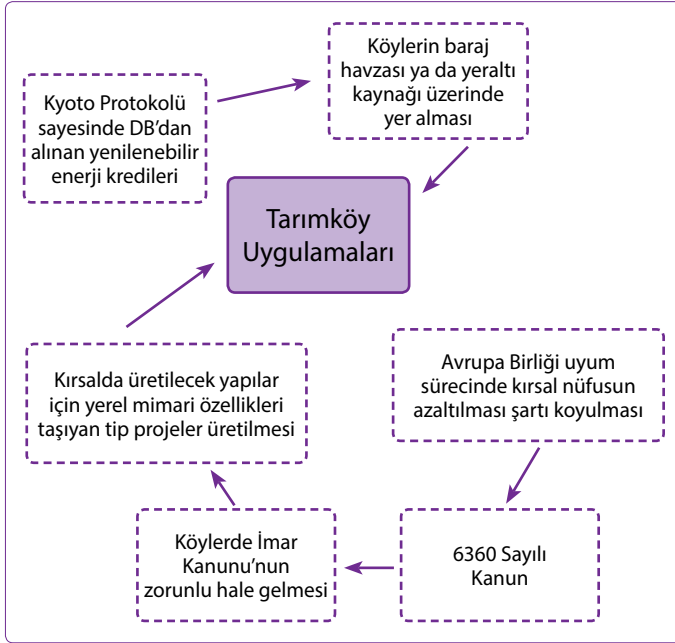 Kyoto Protokolü
sayesinde DB’dan
alınan yenilenebilir
enerji kredileri
Köylerin baraj
havzası ya da yeraltı
kaynağı üzerinde
yer alması
Tarımköy
Uygulamaları
Kırsalda üretilecek yapılar
için yerel mimari özellikleri
taşıyan tip projeler üretilmesi
Avrupa Birliği uyum
sürecinde kırsal nüfusun
azaltılması şartı koyulması
Köylerde İmar
Kanunu’nun
zorunlu hale gelmesi
6360 Sayılı
Kanun